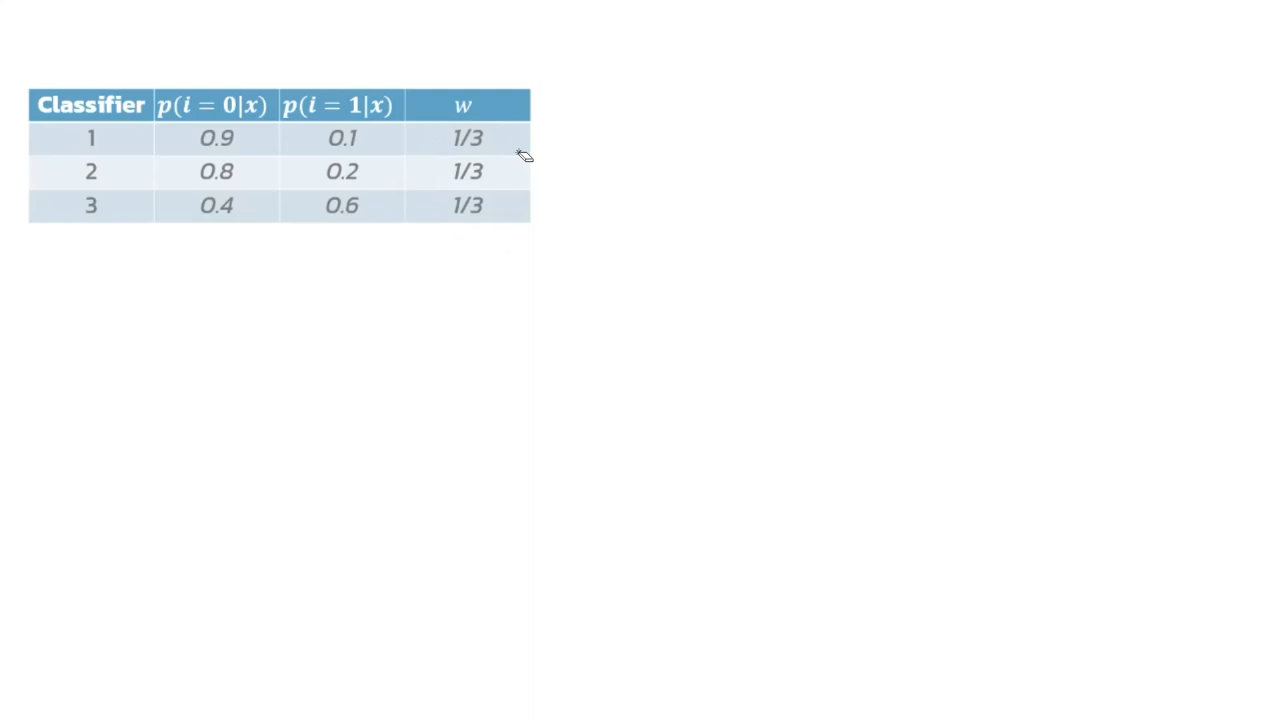 Classifier p(i = 0|x) p(i = 1|x) w
1 0.9 0.1 1/3
2 0.8 0.2 1/3
3 0.4 0.6 1/3